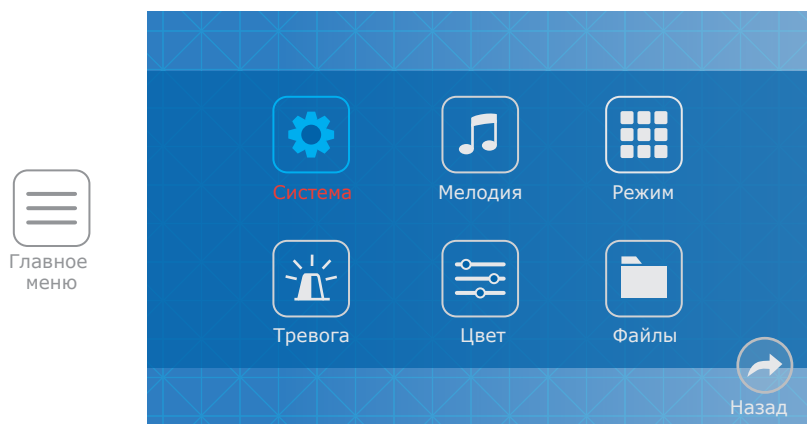 Система
Мелодия
Режим
Главное
меню
Тревога
Цвет
Файлы
Назад